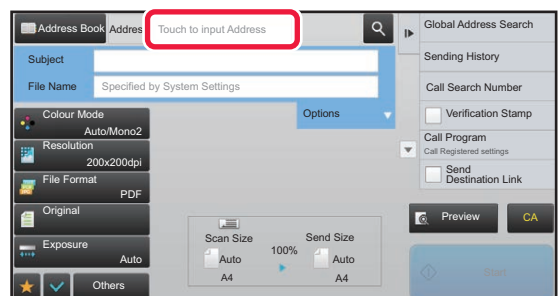 Address Book
Address
Touch to input Address
Subject
File Name
Specified by System Settings
Options
Colour Mode
Auto/Mono2
Resolution
200x200dpi
File Format
PDF
Original
Exposure
Auto
Others
Scan Size
Auto
A4
100%
Send Size
Auto
A4
Global Address Search
Sending History
Call Search Number
Verification Stamp
Call Program
Call Registered settings
Send
Destination Link
Preview
CA
Start